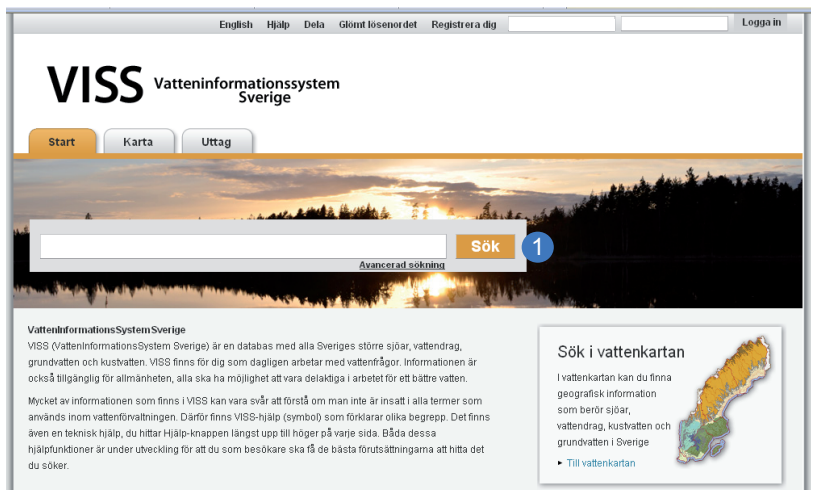 English Hjälp Dela Glömt lösenordet Registrera dig Logga in
VISS Vatteninformationssystem
Sverige
Start Karta Uttag
Sök 1
Avancerad sökning
VattenInformationsSystemSverige
VISS (VattenInformationsSystem Sverige) är en databas med alla Sveriges större sjöar, vattendrag,
grundvatten och kustvatten. VISS finns för dig som dagligen arbetar med vattenfrågor. Informationen är
också tillgänglig för allmänheten, alla ska ha möjlighet att vara delaktiga i arbetet för ett bättre vatten.
Mycket av informationen som finns i VISS kan vara svår att förstå om man inte är insatt i alla termer som
används inom vattenförvaltningen. Därför finns VISS-hjälp (symbol) som förklarar olika begrepp. Det finns
även en teknisk hjälp, du hittar Hjälp-knappen längst upp till höger på varje sida. Båda dessa
hjälpfunktioner är under utveckling för att du som besökare ska få de bästa förutsättningarna att hitta det
du söker.
Sök i vattenkartan
I vattenkartan kan du finna
geografisk information
som berör sjöar,
vattendrag, kustvatten och
grundvatten i Sverige
Till vattenkartan